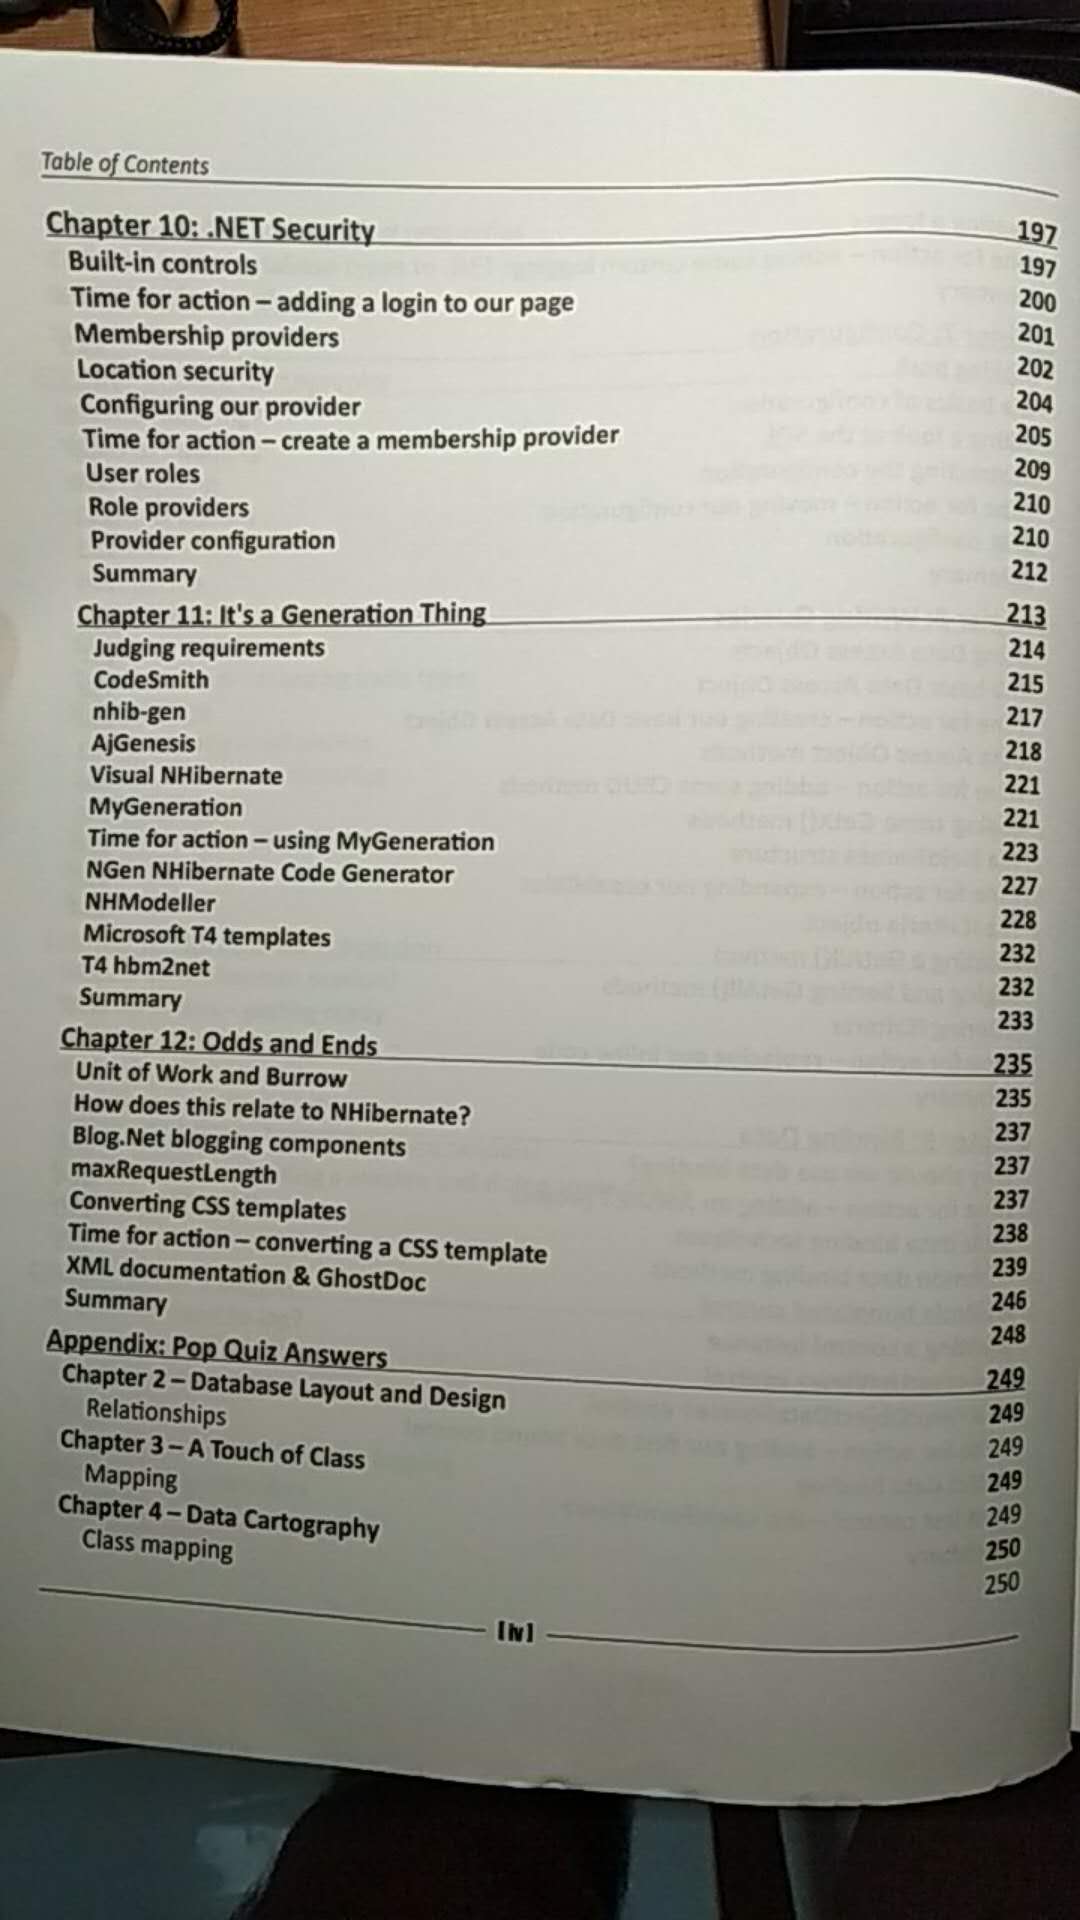 Table of Contents
Chapter 10: .NET Security 197
Built-in controls 197
Time for action – adding a login to our page 200
Membership providers 201
Location security 202
Configuring our provider 204
Time for action – create a membership provider 205
User roles 209
Role providers 210
Provider configuration 210
Summary 212
Chapter 11: It's a Generation Thing 213
Judging requirements 214
CodeSmith 215
nhib-gen 217
AjGenesis 218
Visual NHibernate 221
MyGeneration 221
Time for action – using MyGeneration 223
NGen NHibernate Code Generator 227
NHModeller 228
Microsoft T4 templates 232
T4 hbm2net 232
Summary 233
Chapter 12: Odds and Ends 235
Unit of Work and Burrow 235
How does this relate to NHibernate? 237
Blog.Net blogging components 237
maxRequestLength 237
Converting CSS templates 238
Time for action – converting a CSS template 239
XML documentation & GhostDoc 246
Summary 248
Appendix: Pop Quiz Answers 249
Chapter 2 – Database Layout and Design 249
Relationships 249
Chapter 3 – A Touch of Class 249
Mapping 249
Chapter 4 – Data Cartography 250
Class mapping 250
[iv]